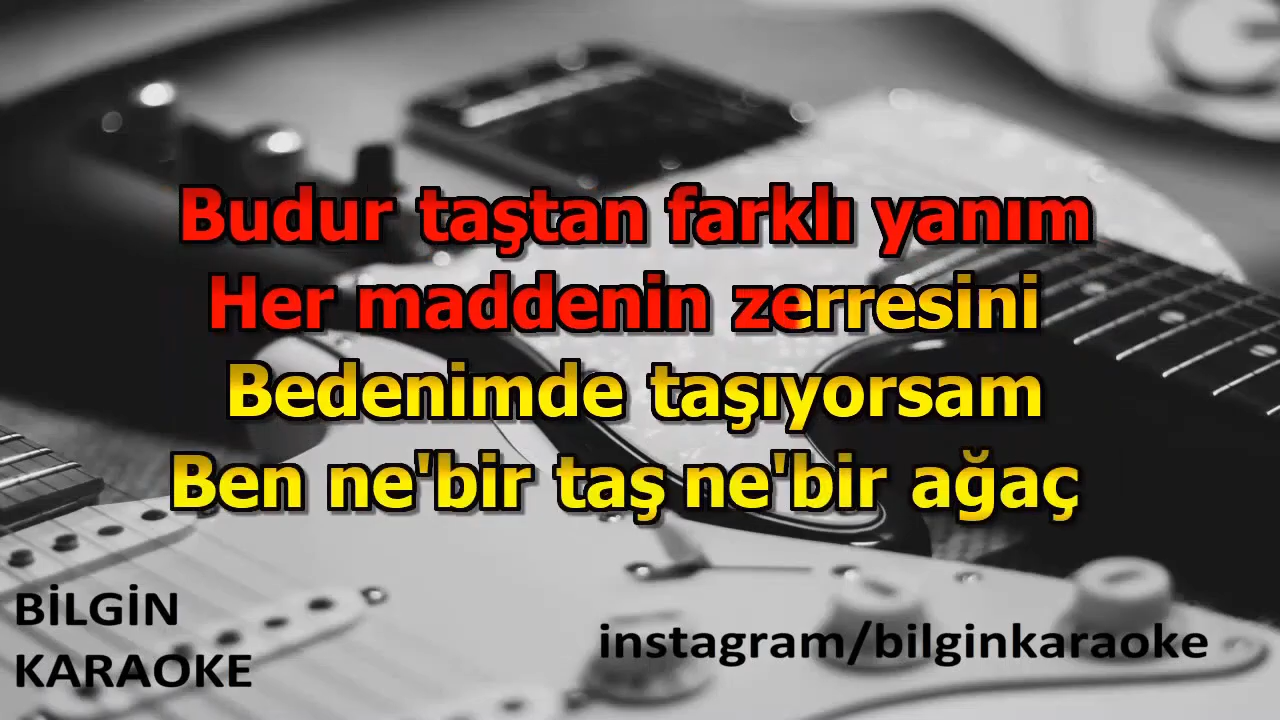 Budur taştan farklı yanım
Her maddenin zerresini
Bedenimde taşıyorsam
Ben ne'bir taş ne'bir ağaç
BİLGİN
KARAOKE
instagram/bilginkaraoke